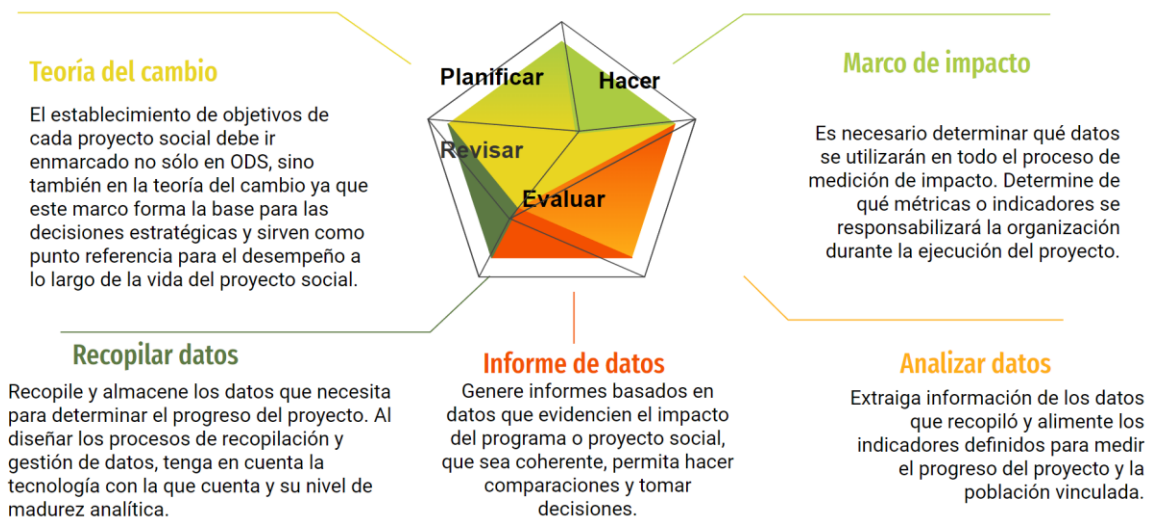 Teoría del cambio
El establecimiento de objetivos de
cada proyecto social debe ir
enmarcado no sólo en ODS, sino
también en la teoría del cambio ya que
este marco forma la base para las
decisiones estratégicas y sirven como
punto referencia para el desempeño a
lo largo de la vida del proyecto social.
Planificar
Hacer
Revisar
Evaluar
Marco de impacto
Es necesario determinar qué datos
se utilizarán en todo el proceso de
medición de impacto. Determine de
qué métricas o indicadores se
responsabilizará la organización
durante la ejecución del proyecto.
Recopilar datos
Recopile y almacene los datos que necesita
para determinar el progreso del proyecto. Al
diseñar los procesos de recopilación y
gestión de datos, tenga en cuenta la
tecnología con la que cuenta y su nivel de
madurez analítica.
Informe de datos
Genere informes basados en
datos que evidencien el impacto
del programa o proyecto social,
que sea coherente, permita hacer
comparaciones y tomar
decisiones.
Analizar datos
Extraiga información de los datos
que recopiló y alimente los
indicadores definidos para medir
el progreso del proyecto y la
población vinculada.